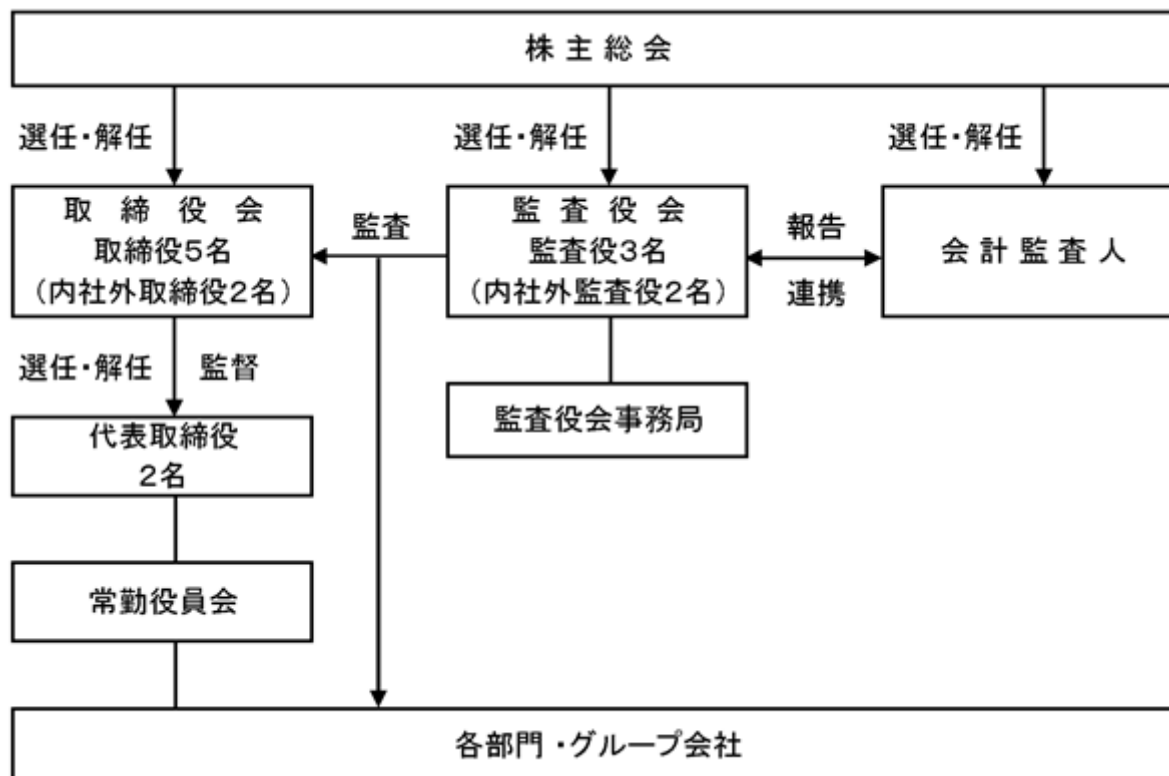 株 主 総 会
選任・解任
選任・解任
選任・解任
取 締 役 会
取締役5名
(内社外取締役2名)
監査
監 査 役 会
監査役3名
(内社外監査役2名)
報告
連携
会 計 監 査 人
選任・解任 監督
監査役会事務局
代表取締役
2名
常勤役員会
各部門・グループ会社